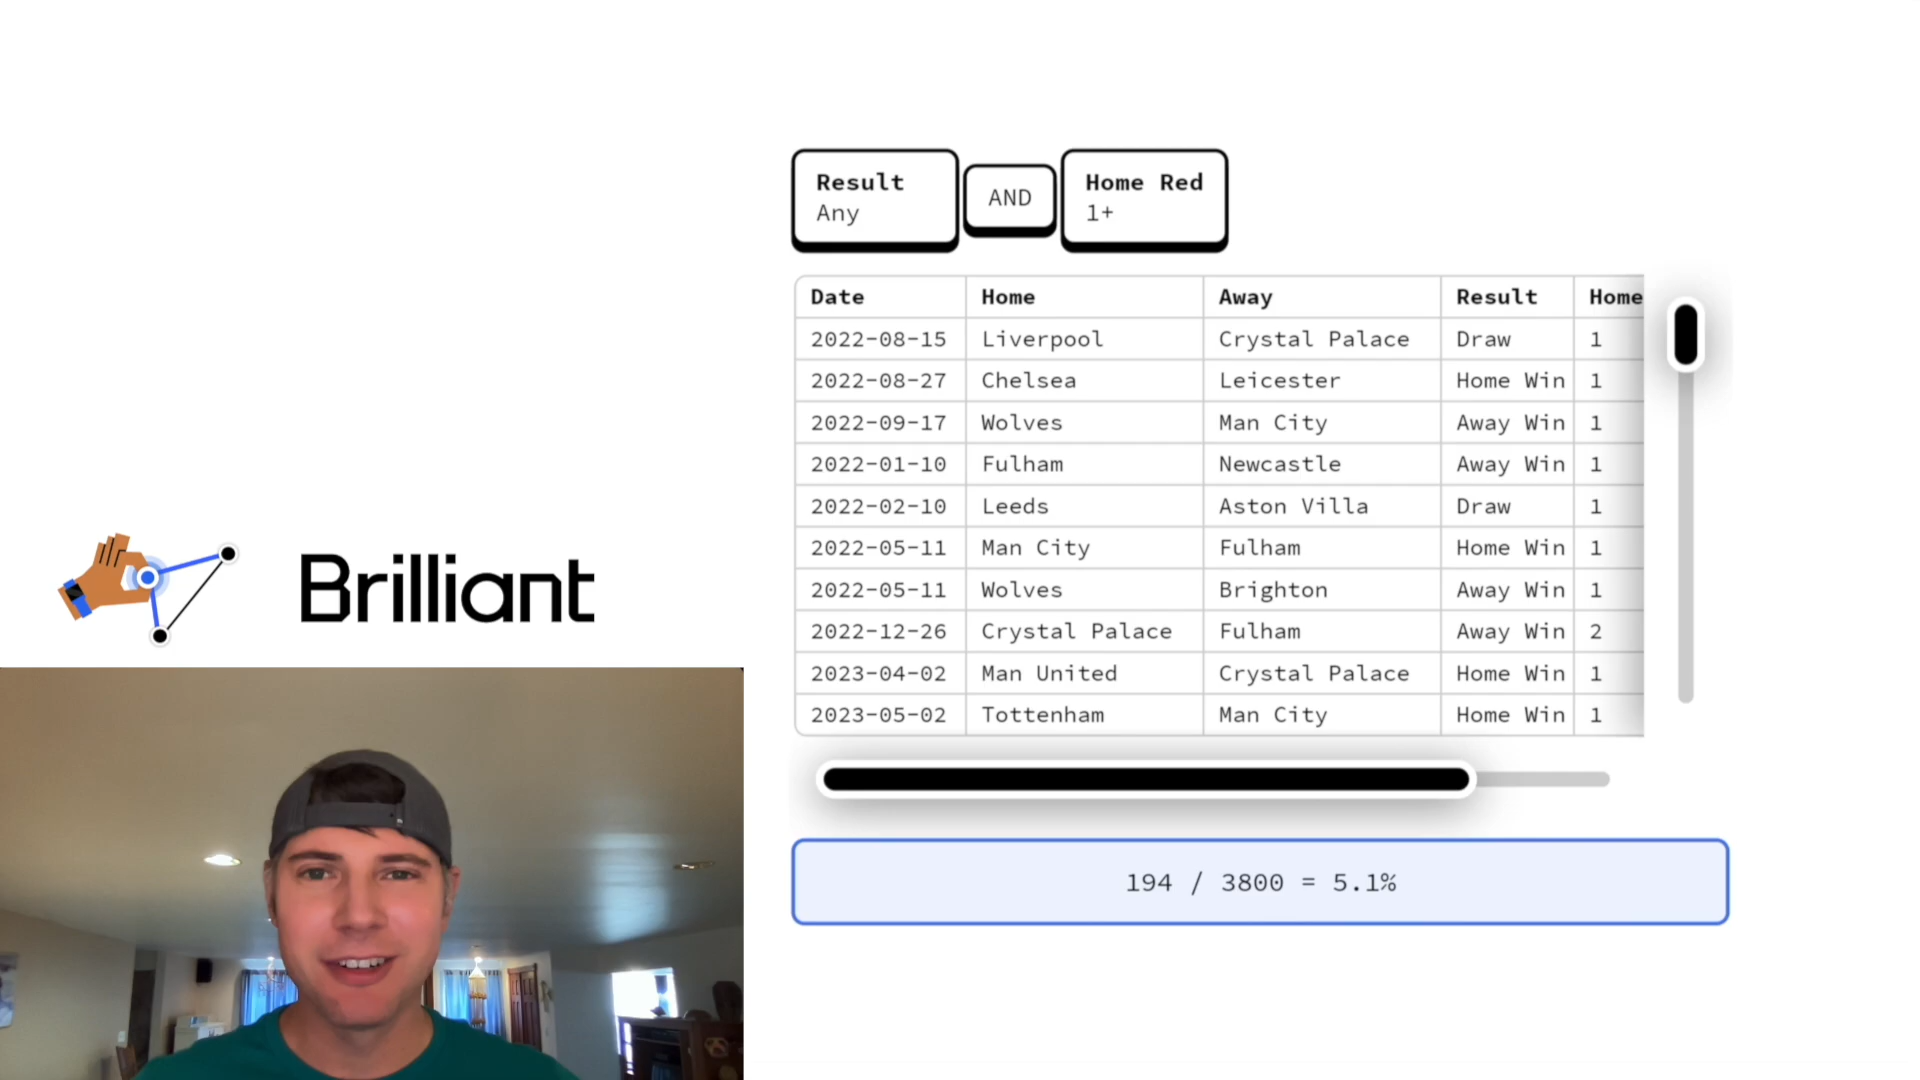 Result
Any
AND
Home Red
1+
Date Home Away Result Home
2022-08-15 Liverpool Crystal Palace Draw 1
2022-08-27 Chelsea Leicester Home Win 1
2022-09-17 Wolves Man City Away Win 1
2022-01-10 Fulham Newcastle Away Win 1
2022-02-10 Leeds Aston Villa Draw 1
2022-05-11 Man City Fulham Home Win 1
2022-05-11 Wolves Brighton Away Win 1
2022-12-26 Crystal Palace Fulham Away Win 2
2023-04-02 Man United Crystal Palace Home Win 1
2023-05-02 Tottenham Man City Home Win 1
194 / 3800 = 5.1%
Brilliant